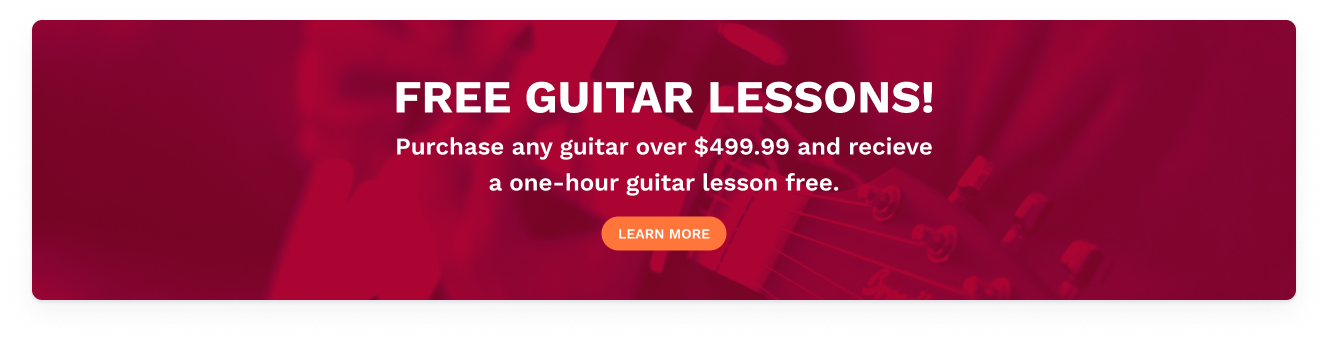 FREE GUITAR LESSONS!
Purchase any guitar over $499.99 and recieve
a one-hour guitar lesson free.
LEARN MORE